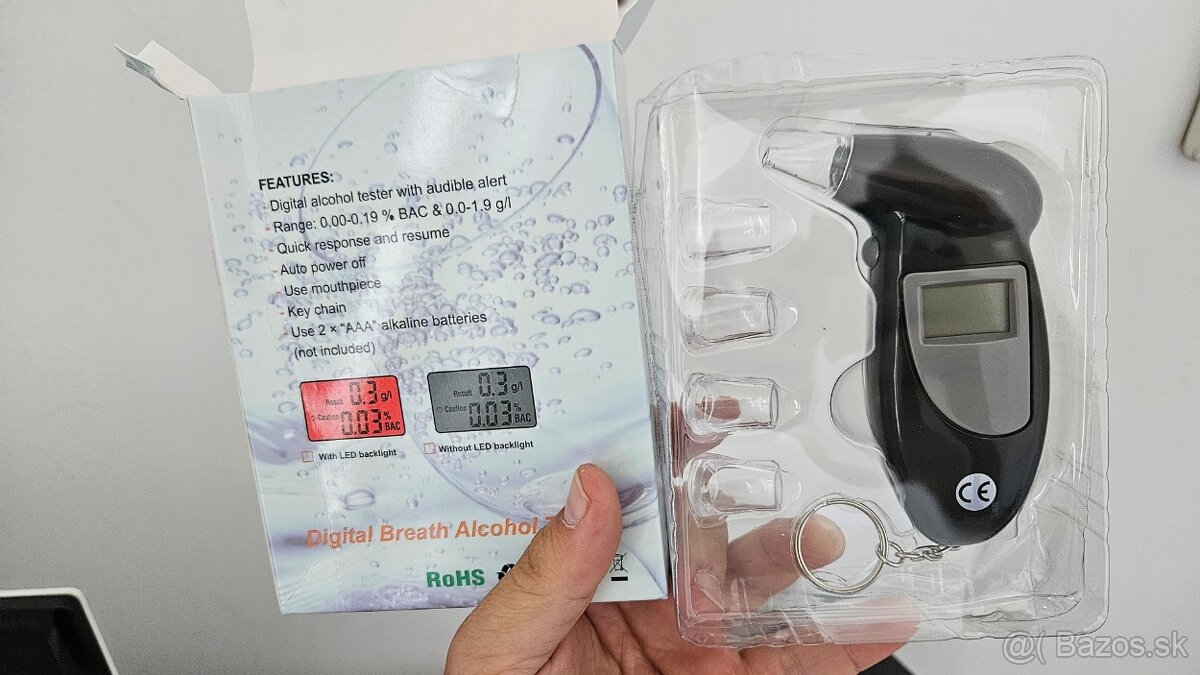 FEATURES:
- Digital alcohol tester with audible alert
- Range: 0.00-0.19 % BAC & 0.0-1.9 g/l
- Quick response and resume
- Auto power off
- Use mouthpiece
- Key chain
- Use 2 × "AAA" alkaline batteries
(not included)
Result 0.3 g/l
Caution 0.03 % BAC
With LED backlight
Result 0.3 g/l
Caution 0.03 % BAC
Without LED backlight
Digital Breath Alcohol
RoHS
CE
@( Bazos.sk